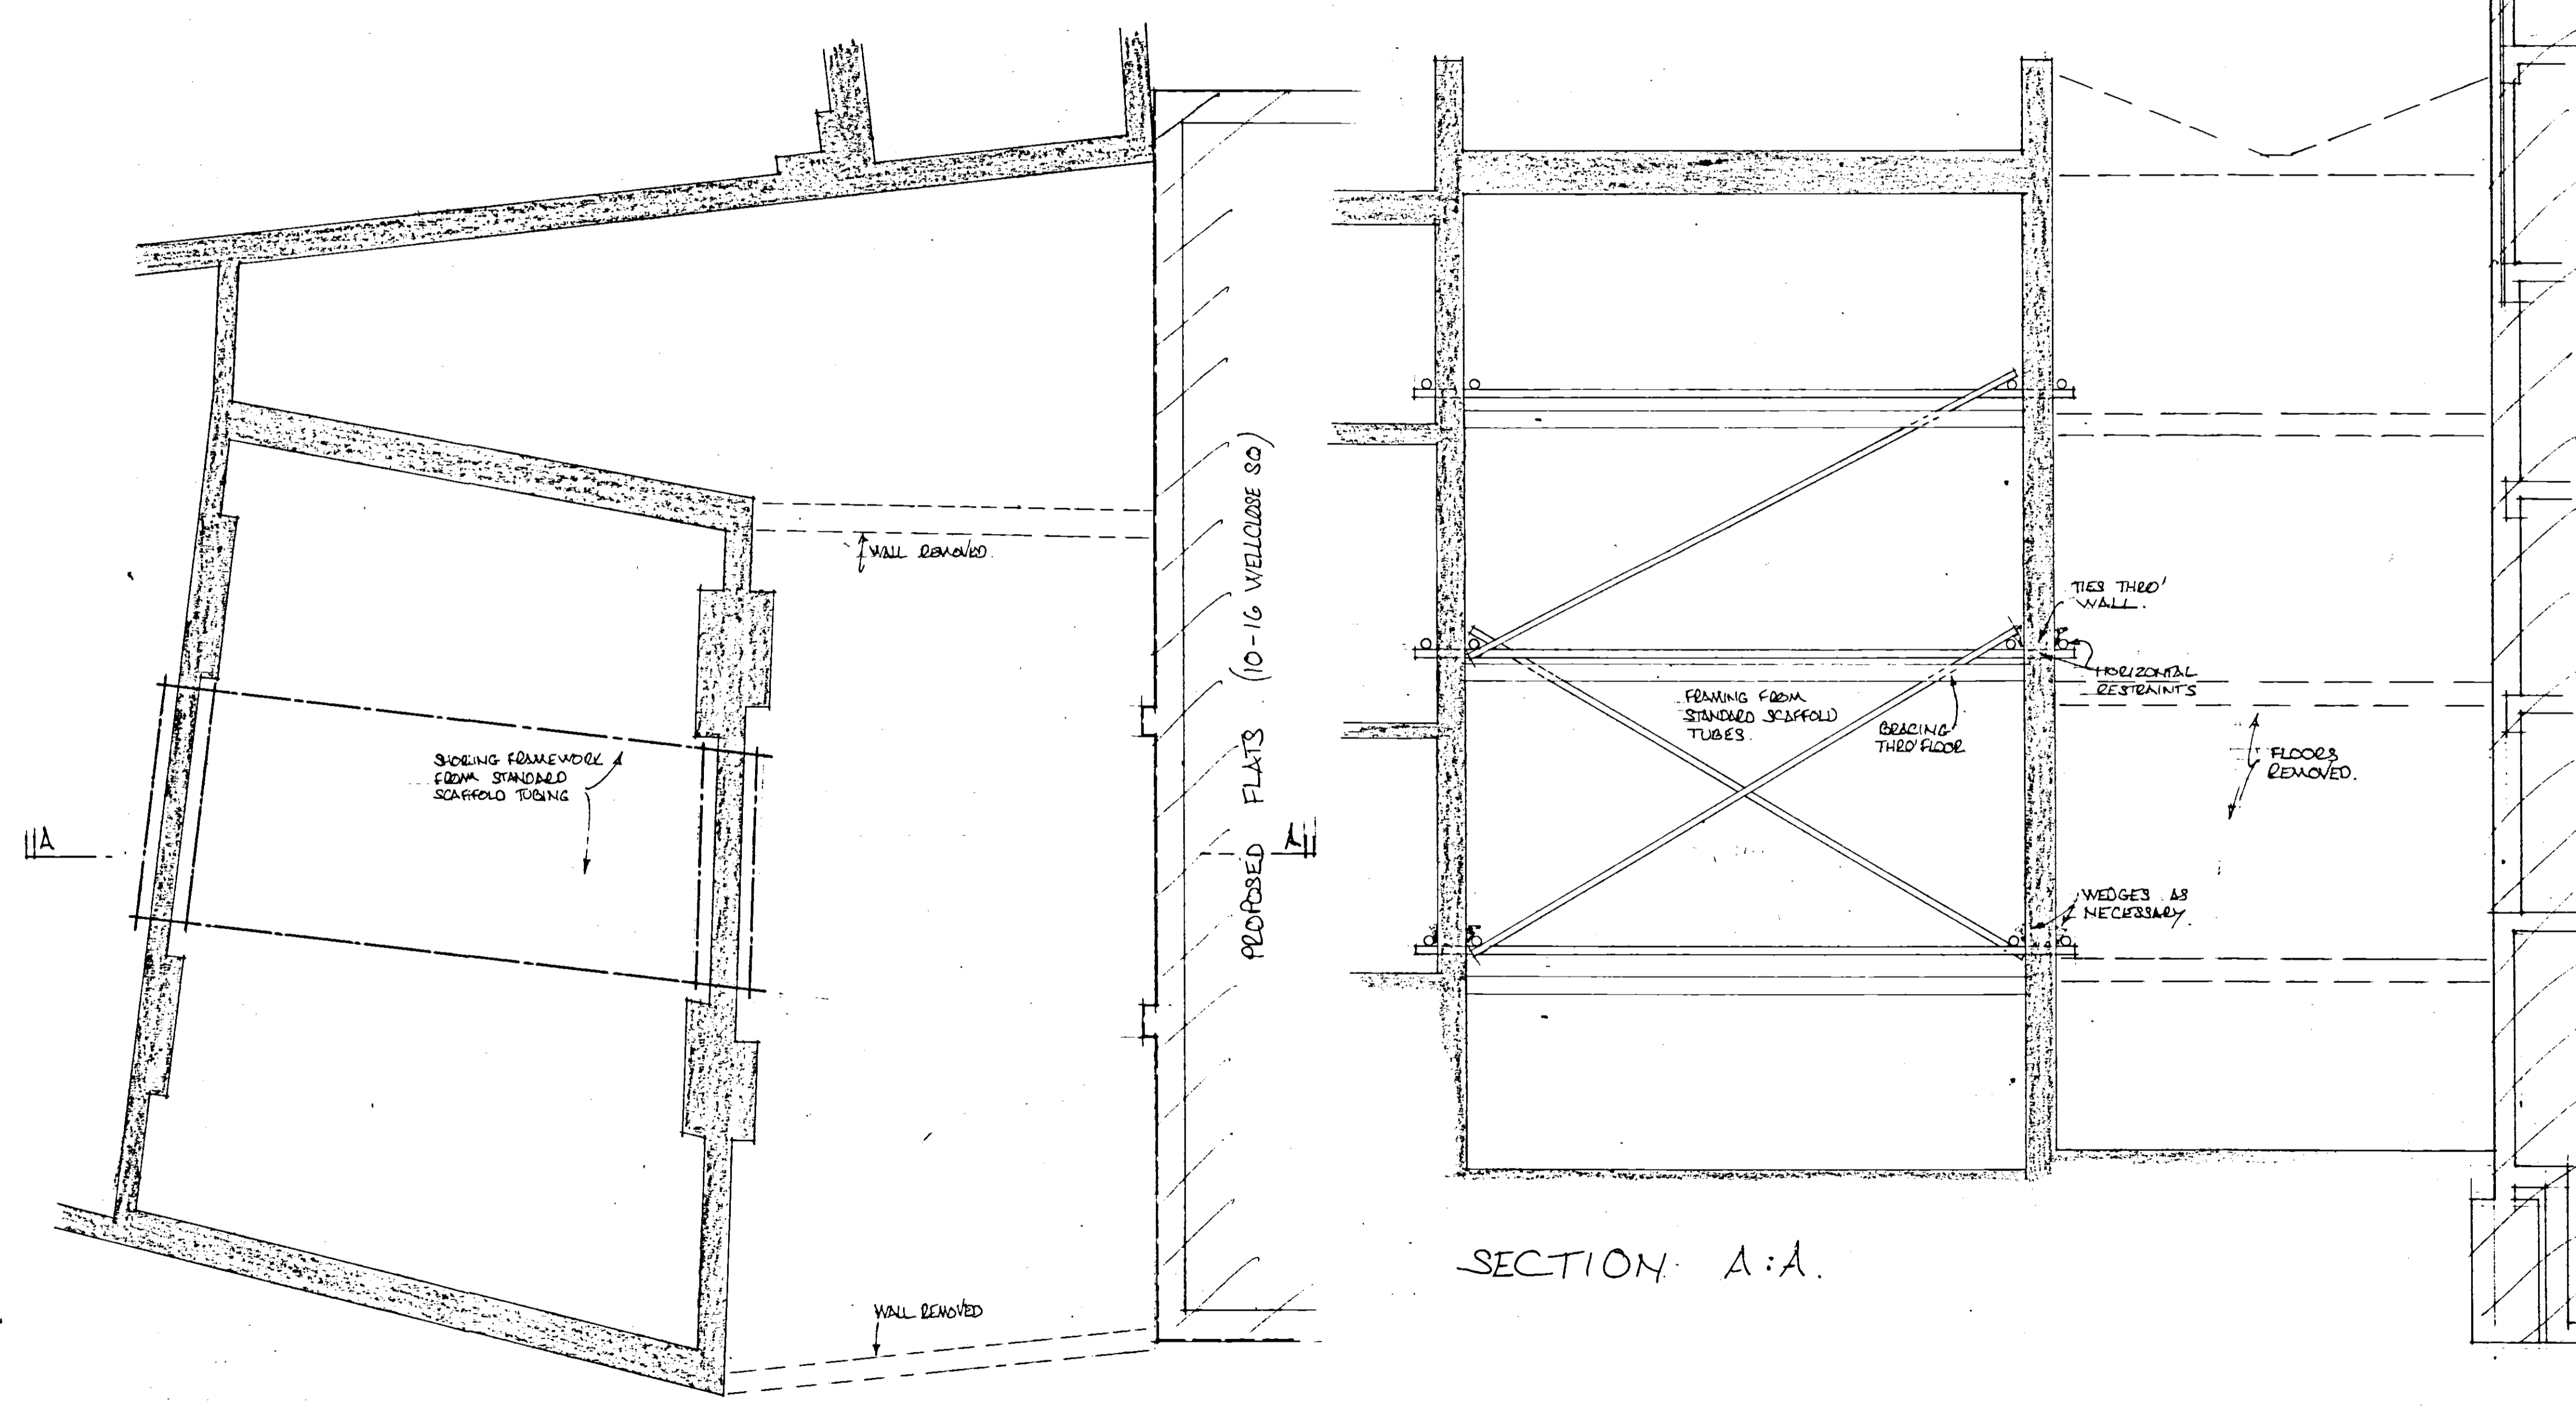 WALL REMOVED.
SHORING FRAMEWORK
FROM STANDARD
SCAFFOLD TUBING
A
A
PROPOSED FLATS (10-16 WELLCLOSE SQ)
WALL REMOVED
TIES THRO'
WALL.
HORIZONTAL
RESTRAINTS
FRAMING FROM
STANDARD SCAFFOLD
TUBES.
BRACING
THRO' FLOOR
FLOORS
REMOVED.
WEDGES AS
NECESSARY.
SECTION A:A.